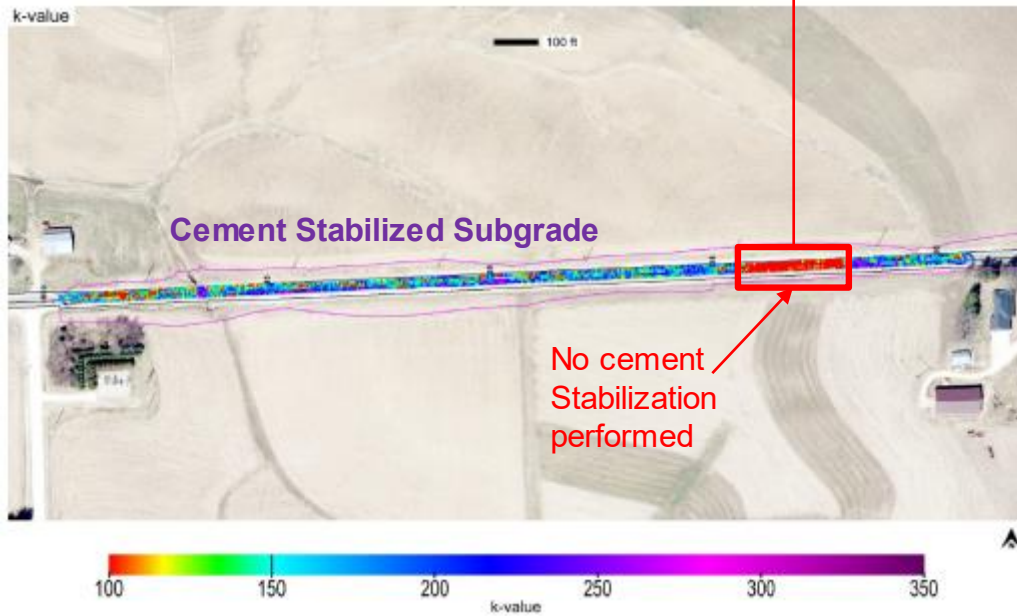 k-value
100 ft
Cement Stabilized Subgrade
No cement
Stabilization
performed
100 150 200 250 300 350
k-value